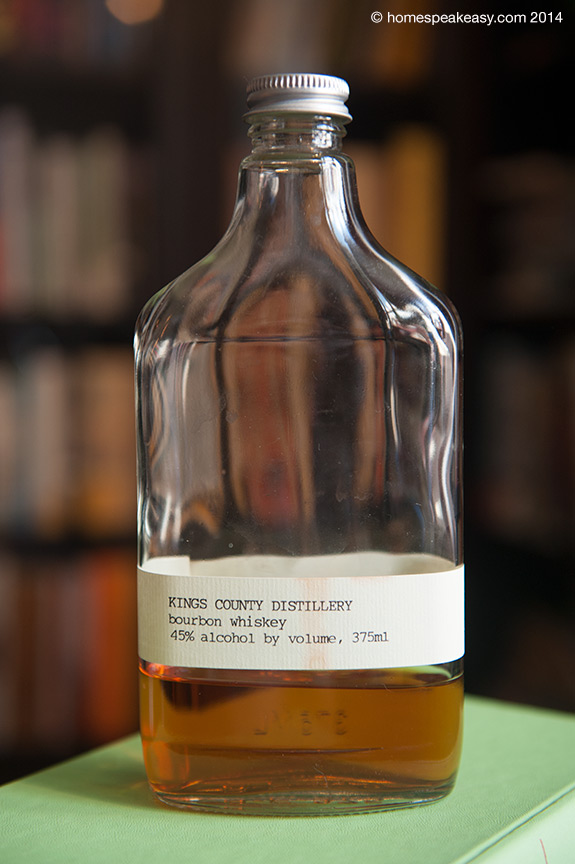 © homespeakeasy.com 2014
KINGS COUNTY DISTILLERY
bourbon whiskey
45% alcohol by volume, 375ml